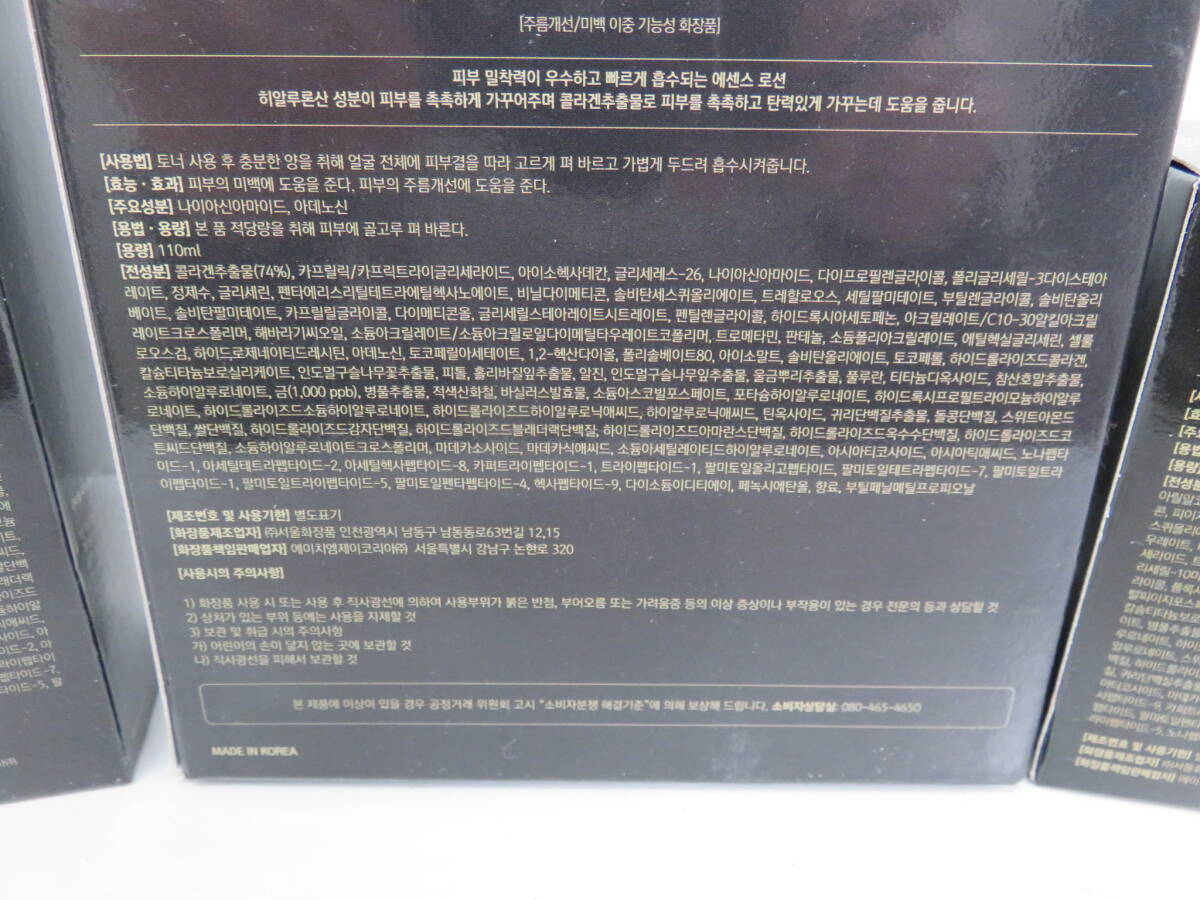 [주름개선/미백 이중 기능성 화장품]
피부 밀착력이 우수하고 빠르게 흡수되는 에센스 로션
히알루론산 성분이 피부를 촉촉하게 가꾸어주며 콜라겐추출물로 피부를 촉촉하고 탄력있게 가꾸는데 도움을 줍니다.
[사용법] 토너 사용 후 충분한 양을 취해 얼굴 전체에 피부결을 따라 고르게 펴 바르고 가볍게 두드려 흡수시켜줍니다.
[효능·효과] 피부의 미백에 도움을 준다. 피부의 주름개선에 도움을 준다.
[주요성분] 나이아신아마이드, 아데노신
[용법·용량] 본 품 적당량을 취해 피부에 골고루 펴 바른다.
[용량] 110ml
[전성분] 콜라겐추출물(74%), 카프릴릭/카프릭트라이글리세라이드, 아이소헥사데칸, 글리세레스-26, 나이아신아마이드, 다이프로필렌글라이콜, 폴리글리세릴-3다이스테아
레이트, 정제수, 글리세린, 펜타에리스리틸테트라에틸헥사노에이트, 비닐다이메티콘, 솔비탄세스퀴올리에이트, 트레할로오스, 세틸팔미테이트, 부틸렌글라이콜, 솔비탄올리
베이트, 솔비탄팔미테이트, 카프릴릴글라이콜, 다이메티콘올, 글리세릴스테아레이트시트레이트, 펜틸렌글라이콜, 하이드록시아세토페논, 아크릴레이트/C10-30알킬아크릴
레이트크로스폴리머, 해바라기씨오일, 소듐아크릴레이트/소듐아크릴로일다이메틸타우레이트코폴리머, 트로메타민, 판테놀, 소듐폴리아크릴레이트, 에틸헥실글리세린, 셀룰
로오스검, 하이드로제네이티드레시틴, 아데노신, 토코페릴아세테이트, 1,2-헥산다이올, 폴리솔베이트80, 아이소말트, 솔비탄올리에이트, 토코페롤, 하이드롤라이즈드콜라겐,
칼슘티타늄보로실리케이트, 인도멀구슬나무꽃추출물, 피톨, 홀리바질잎추출물, 알진, 인도멀구슬나무잎추출물, 울금뿌리추출물, 풀루란, 티타늄디옥사이드, 참산호말추출물,
소듐하이알루로네이트, 금(1,000 ppb), 병풀추출물, 적색산화철, 바실러스발효물, 소듐아스코빌포스페이트, 포타슘하이알루로네이트, 하이드록시프로필트라이모늄하이알루
로네이트, 하이드롤라이즈드소듐하이알루로네이트, 하이드롤라이즈드하이알루로닉애씨드, 하이알루로닉애씨드, 틴옥사이드, 귀리단백질추출물, 돌콩단백질, 스위트아몬드
단백질, 쌀단백질, 하이드롤라이즈드감자단백질, 하이드롤라이즈드블래더랙단백질, 하이드롤라이즈드아마란스단백질, 하이드롤라이즈드옥수수단백질, 하이드롤라이즈드코
튼씨드단백질, 소듐하이알루로네이트크로스폴리머, 마데카소사이드, 마데카식애씨드, 소듐아세틸하이알루로네이트, 아시아티코사이드, 아시아틱애씨드, 노나펩타
이드-1, 아세틸테트라펩타이드-2, 아세틸헥사펩타이드-8, 카퍼트라이펩타이드-1, 트라이펩타이드-1, 팔미토일올리고펩타이드, 팔미토일테트라펩타이드-7, 팔미토일트라
이펩타이드-1, 팔미토일트라이펩타이드-5, 팔미토일펜타펩타이드-4, 헥사펩타이드-9, 다이소듐이디티에이, 페녹시에탄올, 향료, 부틸페닐메틸프로피오날
[제조번호 및 사용기한] 별도표기
[화장품제조업자] ㈜서울화장품 인천광역시 남동구 남동동로63번길 12,15
[화장품책임판매업자] 에이치엠제이코리아㈜ 서울특별시 강남구 논현로 320
[사용시의 주의사항]
1) 화장품 사용 시 또는 사용 후 직사광선에 의하여 사용부위가 붉은 반점, 부어오름 또는 가려움증 등의 이상 증상이나 부작용이 있는 경우 전문의 등과 상담할 것
2) 상처가 있는 부위 등에는 사용을 자제할 것
3) 보관 및 취급 시의 주의사항
가) 어린이의 손이 닿지 않는 곳에 보관할 것
나) 직사광선을 피해서 보관할 것
본 제품에 이상이 있을 경우 공정거래 위원회 고시 "소비자분쟁 해결기준"에 의해 보상해 드립니다. 소비자상담실: 080-465-4650
MADE IN KOREA